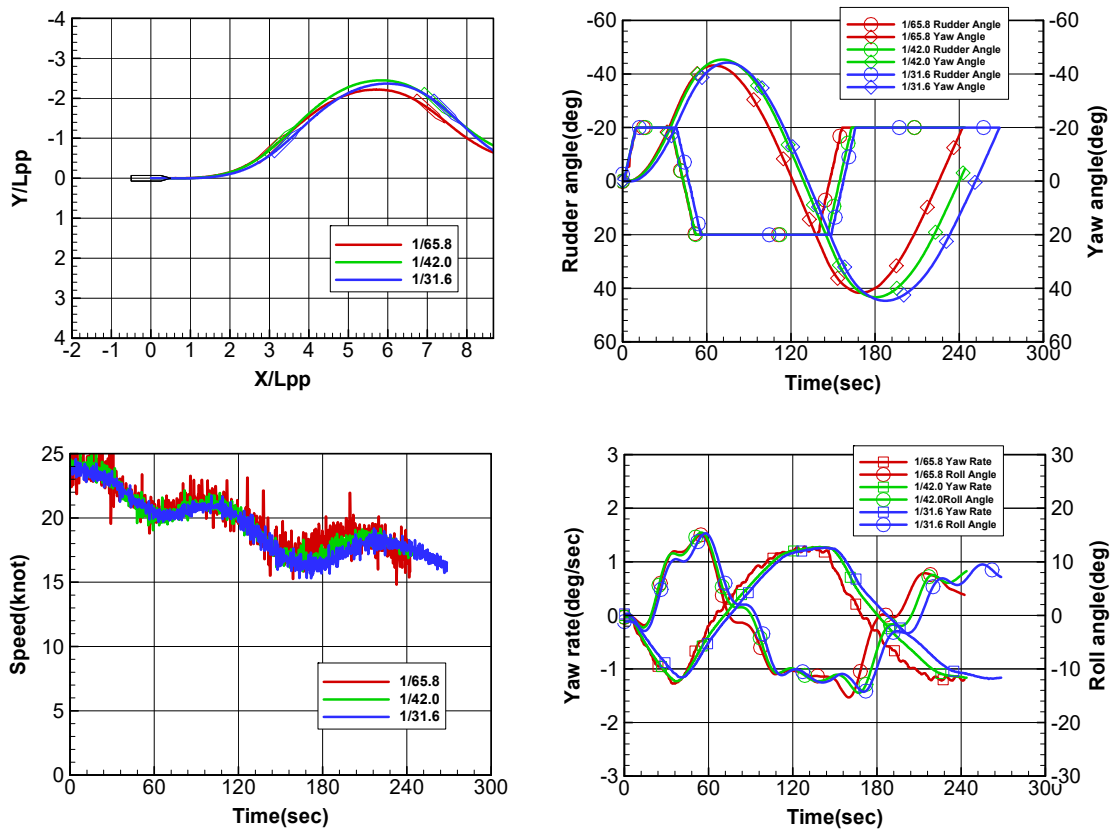 -4
-3
-2
-1
0
1
2
3
4
Y/Lpp
-2 -1 0 1 2 3 4 5 6 7 8
X/Lpp
1/65.8
1/42.0
1/31.6
-60
-40
-20
0
20
40
60
Rudder angle(deg)
0 60 120 180 240 300
Time(sec)
-60
-40
-20
0
20
40
60
Yaw angle(deg)
1/65.8 Rudder Angle
1/65.8 Yaw Angle
1/42.0 Rudder Angle
1/42.0 Yaw Angle
1/31.6 Rudder Angle
1/31.6 Yaw Angle
25
20
15
10
5
0
Speed(knot)
0 60 120 180 240 300
Time(sec)
1/65.8
1/42.0
1/31.6
3
2
1
0
-1
-2
-3
Yaw rate(deg/sec)
0 60 120 180 240 300
Time(sec)
30
20
10
0
-10
-20
-30
Roll angle(deg)
1/65.8 Yaw Rate
1/65.8 Roll Angle
1/42.0 Yaw Rate
1/42.0Roll Angle
1/31.6 Yaw Rate
1/31.6 Roll Angle